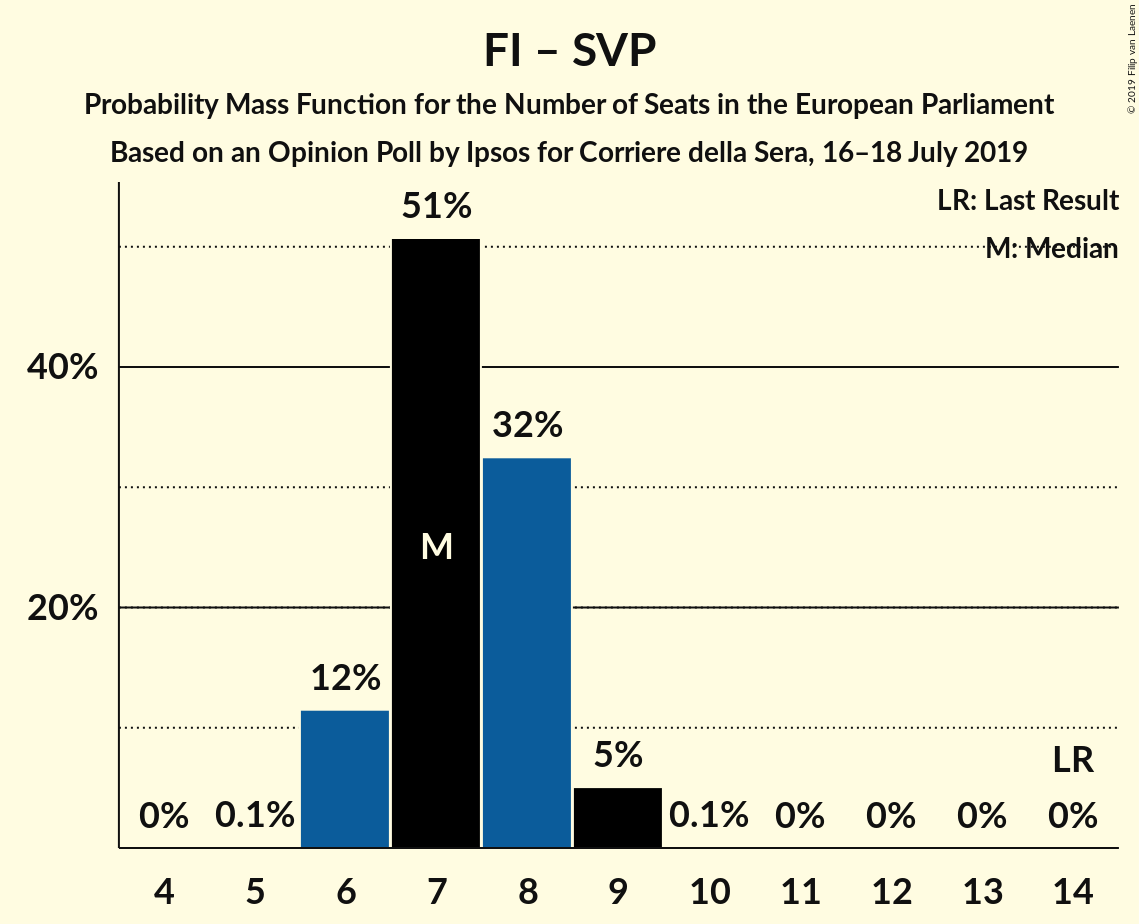 FI – SVP
Probability Mass Function for the Number of Seats in the European Parliament
Based on an Opinion Poll by Ipsos for Corriere della Sera, 16–18 July 2019
© 2019 Filip van Laenen
LR: Last Result
M: Median
51%
40%
32%
M
20%
12%
5%
LR
0% 0.1% 0.1% 0% 0% 0% 0%
4 5 6 7 8 9 10 11 12 13 14